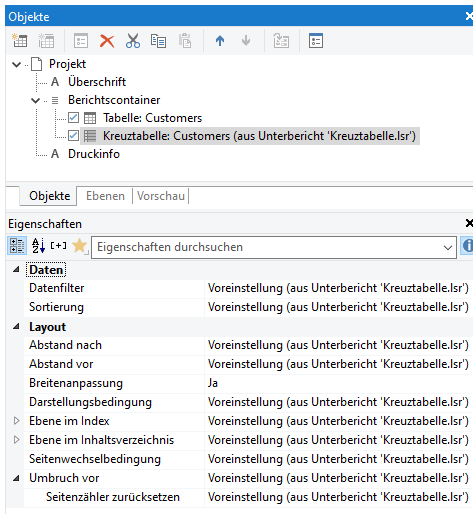 Objekte
Projekt
Überschrift
Berichtscontainer
Tabelle: Customers
Kreuztabelle: Customers (aus Unterbericht 'Kreuztabelle.lsr')
Druckinfo
Objekte Ebenen Vorschau
Eigenschaften
Eigenschaften durchsuchen
Daten
Datenfilter Voreinstellung (aus Unterbericht 'Kreuztabelle.lsr')
Sortierung Voreinstellung (aus Unterbericht 'Kreuztabelle.lsr')
Layout
Abstand nach Voreinstellung (aus Unterbericht 'Kreuztabelle.lsr')
Abstand vor Voreinstellung (aus Unterbericht 'Kreuztabelle.lsr')
Breitenanpassung Ja
Darstellungsbedingung Voreinstellung (aus Unterbericht 'Kreuztabelle.lsr')
Ebene im Index Voreinstellung (aus Unterbericht 'Kreuztabelle.lsr')
Ebene im Inhaltsverzeichnis Voreinstellung (aus Unterbericht 'Kreuztabelle.lsr')
Seitenwechselbedingung Voreinstellung (aus Unterbericht 'Kreuztabelle.lsr')
Umbruch vor Voreinstellung (aus Unterbericht 'Kreuztabelle.lsr')
Seitenzähler zurücksetzen Voreinstellung (aus Unterbericht 'Kreuztabelle.lsr')